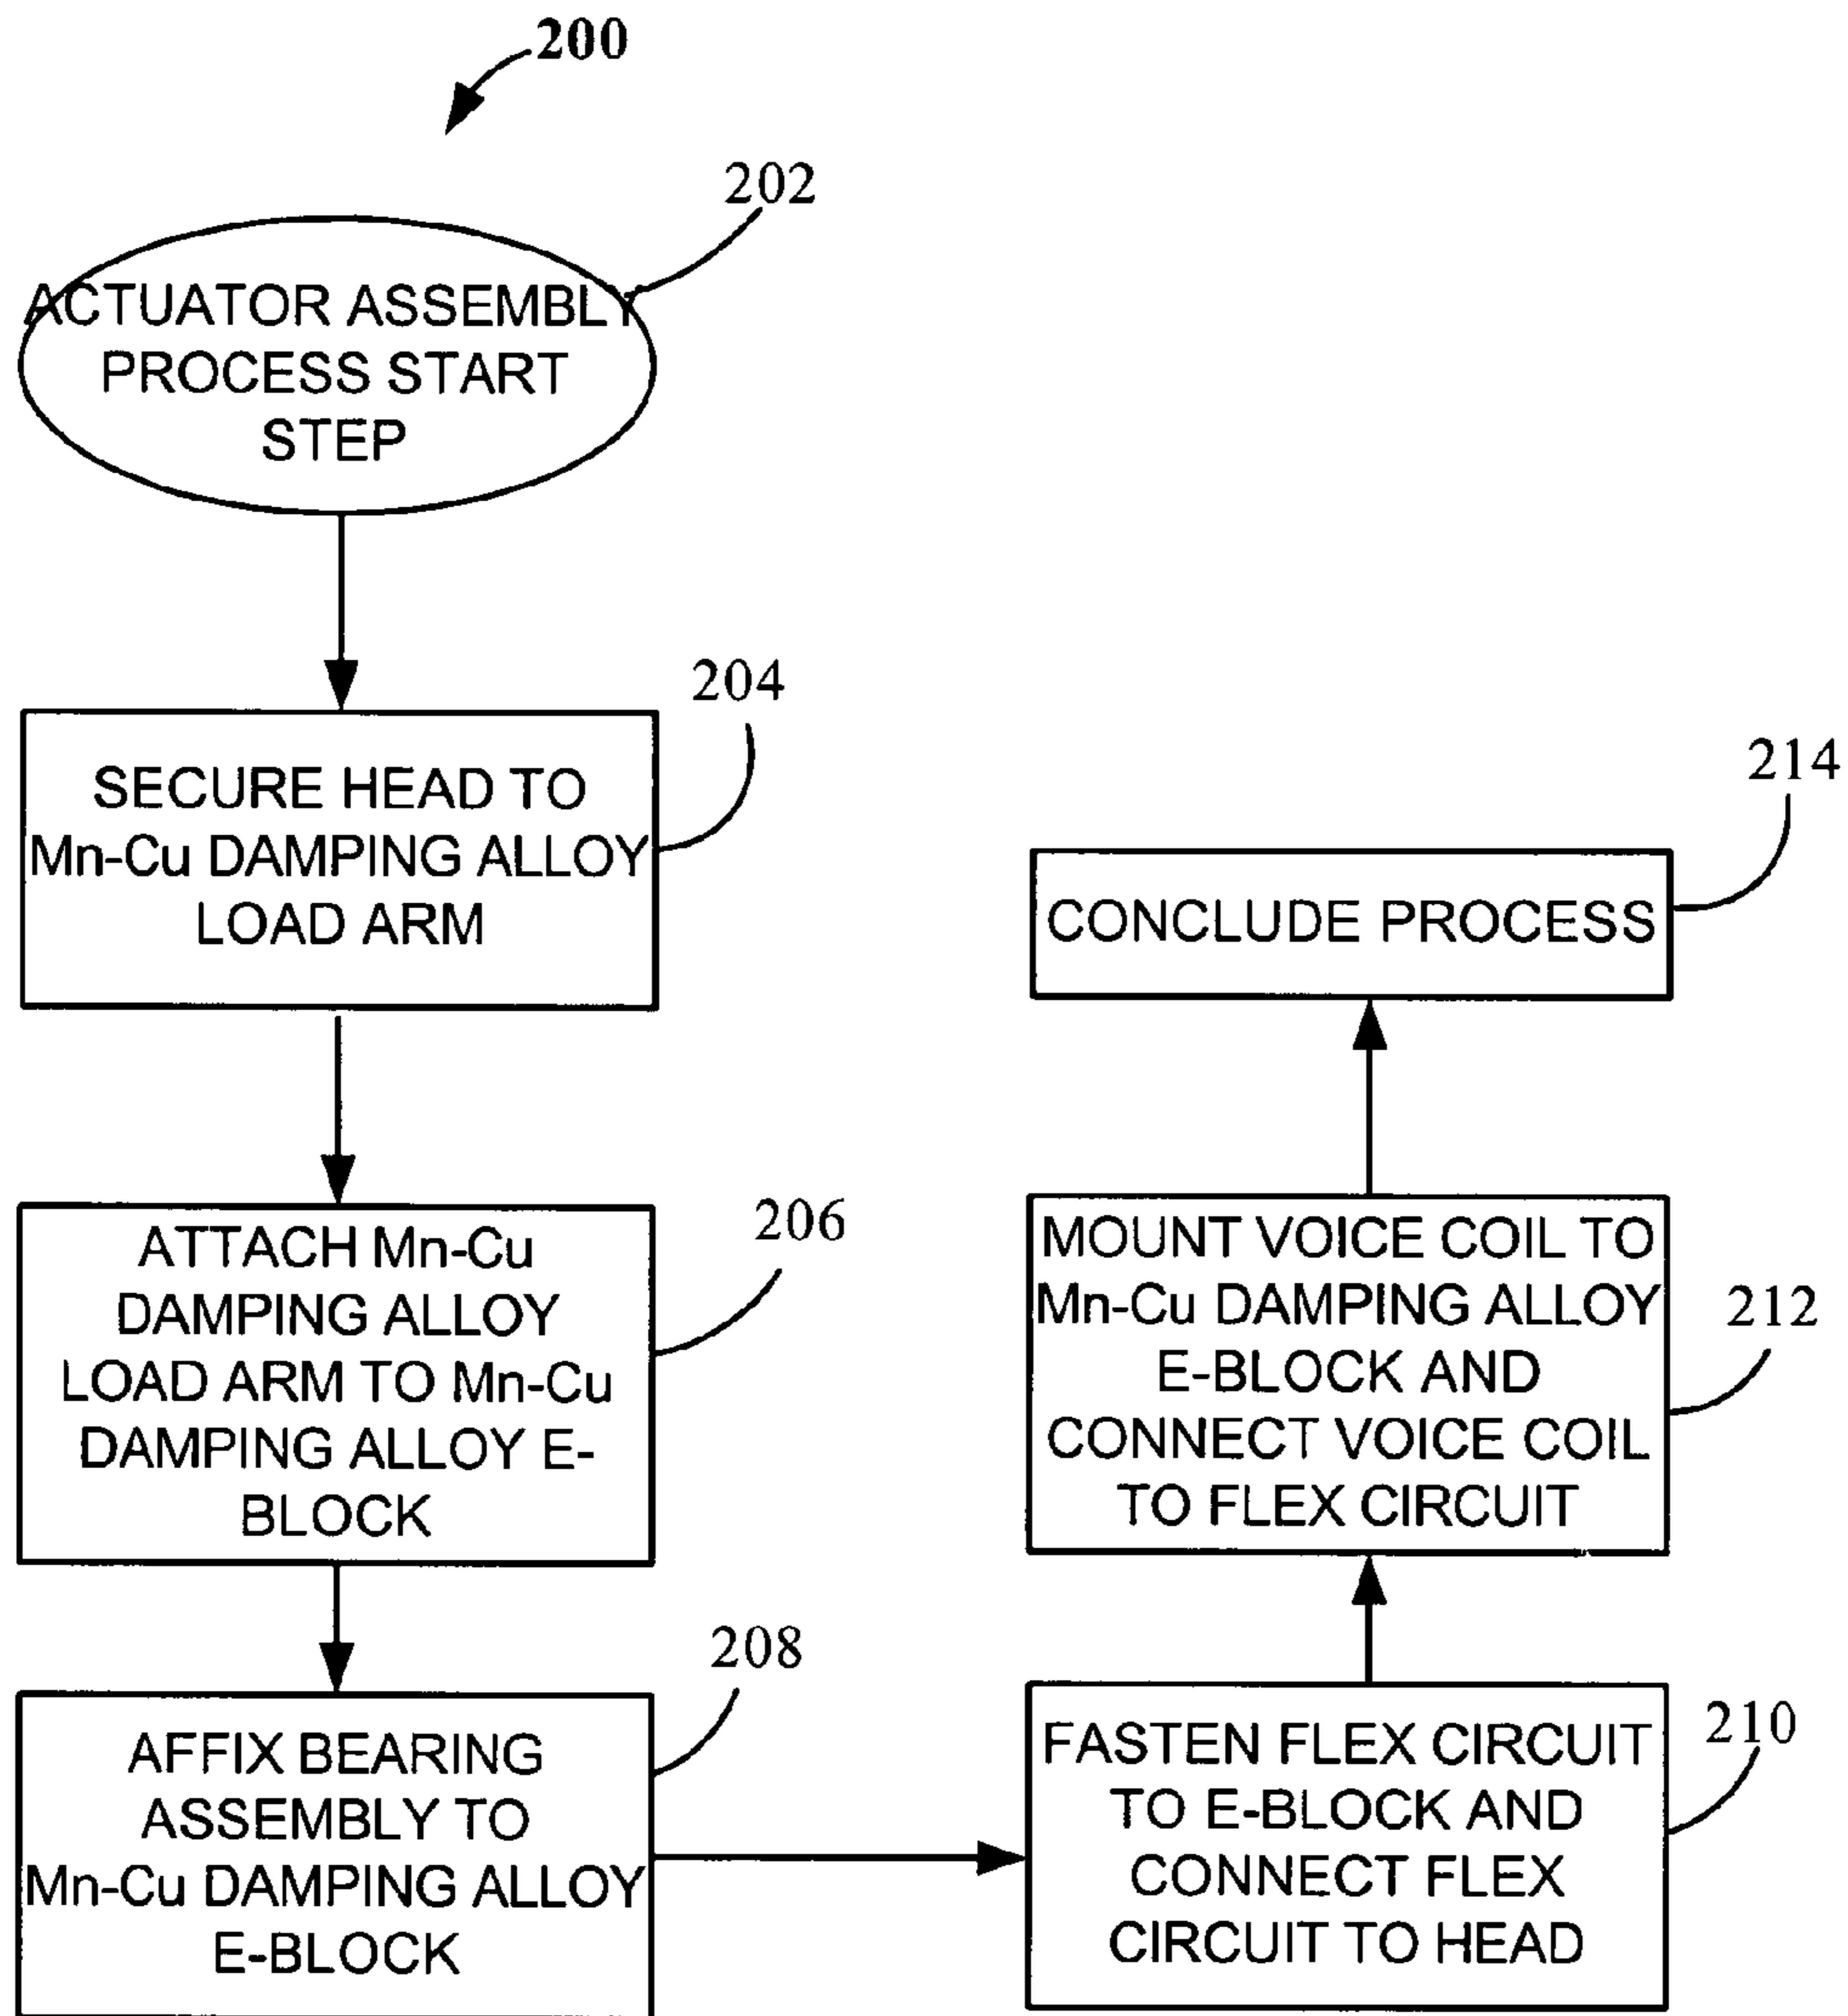 200
202
ACTUATOR ASSEMBLY
PROCESS START
STEP
204
SECURE HEAD TO
Mn-Cu DAMPING ALLOY
LOAD ARM
206
ATTACH Mn-Cu
DAMPING ALLOY
LOAD ARM TO Mn-Cu
DAMPING ALLOY E-
BLOCK
208
AFFIX BEARING
ASSEMBLY TO
Mn-Cu DAMPING ALLOY
E-BLOCK
210
FASTEN FLEX CIRCUIT
TO E-BLOCK AND
CONNECT FLEX
CIRCUIT TO HEAD
212
MOUNT VOICE COIL TO
Mn-Cu DAMPING ALLOY
E-BLOCK AND
CONNECT VOICE COIL
TO FLEX CIRCUIT
214
CONCLUDE PROCESS